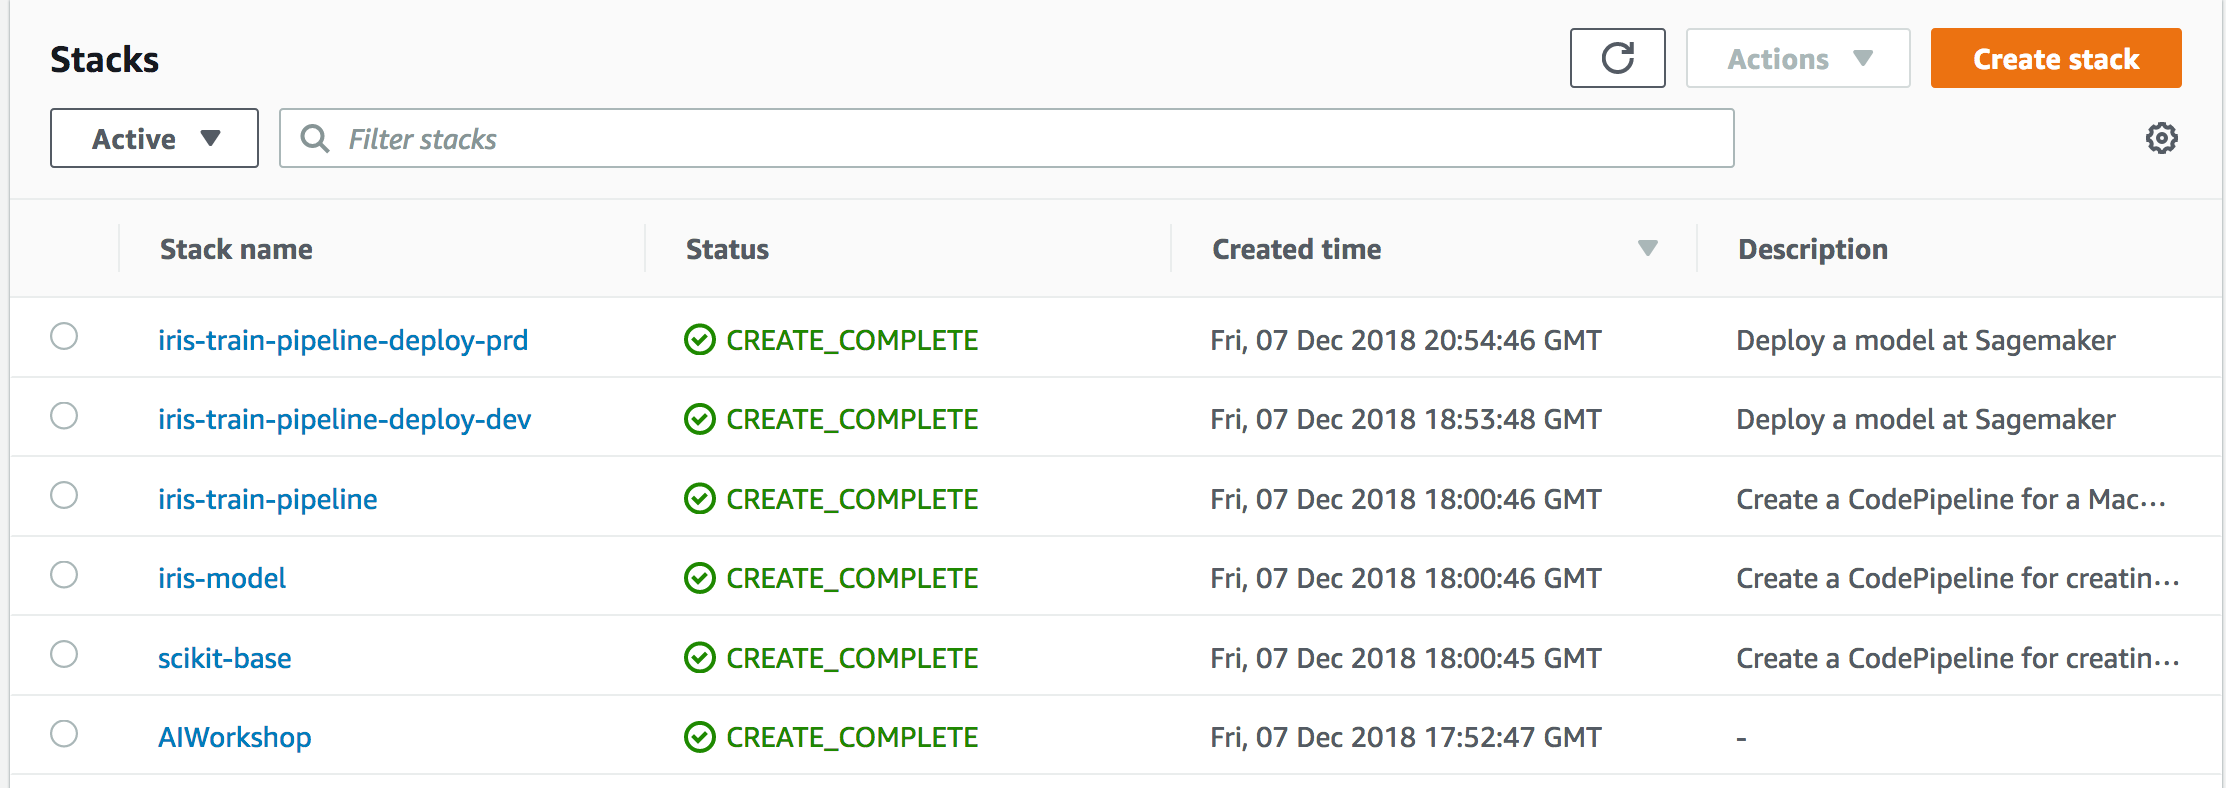 Stacks
Actions
Create stack
Active
Filter stacks
Stack name Status Created time Description
iris-train-pipeline-deploy-prd CREATE_COMPLETE Fri, 07 Dec 2018 20:54:46 GMT Deploy a model at Sagemaker
iris-train-pipeline-deploy-dev CREATE_COMPLETE Fri, 07 Dec 2018 18:53:48 GMT Deploy a model at Sagemaker
iris-train-pipeline CREATE_COMPLETE Fri, 07 Dec 2018 18:00:46 GMT Create a CodePipeline for a Mac...
iris-model CREATE_COMPLETE Fri, 07 Dec 2018 18:00:46 GMT Create a CodePipeline for creatin...
scikit-base CREATE_COMPLETE Fri, 07 Dec 2018 18:00:45 GMT Create a CodePipeline for creatin...
AIWorkshop CREATE_COMPLETE Fri, 07 Dec 2018 17:52:47 GMT -